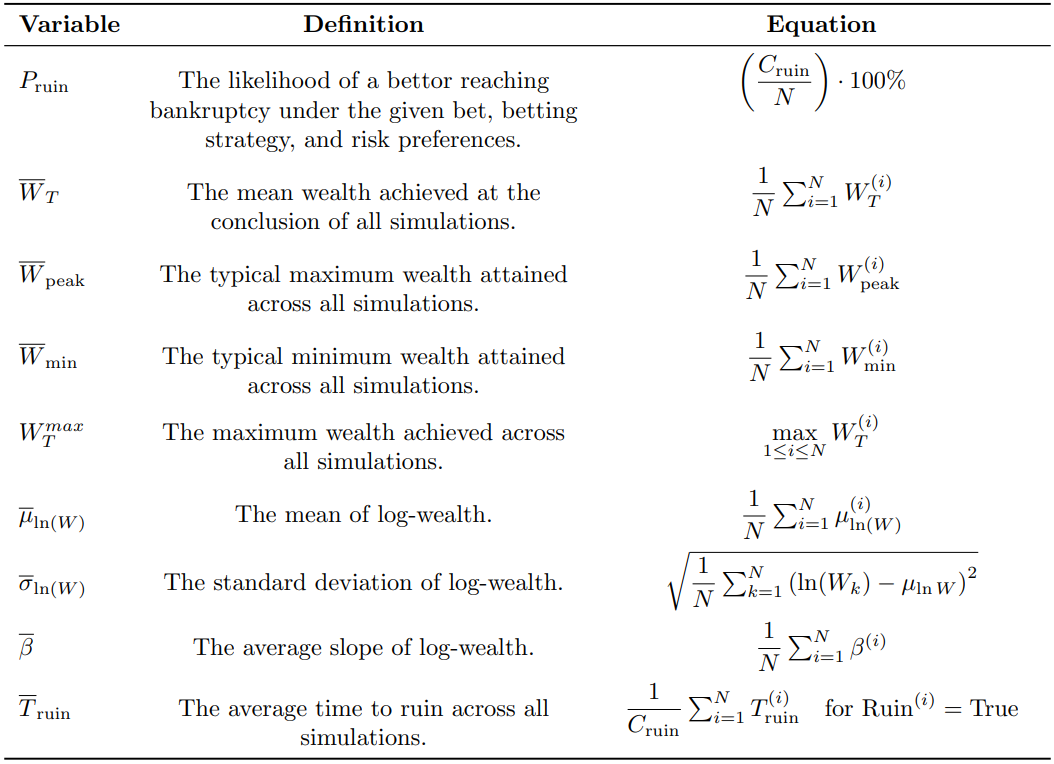 Variable Definition Equation
$P_{\text{ruin}}$ The likelihood of a bettor reaching $\left(\frac{C_{\text{ruin}}}{N}\right) \cdot 100\%$
bankruptcy under the given bet, betting
strategy, and risk preferences.
$\overline{W}_T$ The mean wealth achieved at the $\frac{1}{N} \sum_{i=1}^{N} W_T^{(i)}$
conclusion of all simulations.
$\overline{W}_{\text{peak}}$ The typical maximum wealth attained $\frac{1}{N} \sum_{i=1}^{N} W_{\text{peak}}^{(i)}$
across all simulations.
$\overline{W}_{\text{min}}$ The typical minimum wealth attained $\frac{1}{N} \sum_{i=1}^{N} W_{\text{min}}^{(i)}$
across all simulations.
$W_T^{max}$ The maximum wealth achieved across $\max_{1 \le i \le N} W_T^{(i)}$
all simulations.
$\overline{\mu}_{\ln(W)}$ The mean of log-wealth. $\frac{1}{N} \sum_{i=1}^{N} \mu_{\ln(W)}^{(i)}$
$\overline{\sigma}_{\ln(W)}$ The standard deviation of log-wealth. $\sqrt{\frac{1}{N} \sum_{k=1}^{N} \left(\ln(W_k) - \mu_{\ln W}\right)^2}$
$\overline{\beta}$ The average slope of log-wealth. $\frac{1}{N} \sum_{i=1}^{N} \beta^{(i)}$
$\overline{T}_{\text{ruin}}$ The average time to ruin across all $\frac{1}{C_{\text{ruin}}} \sum_{i=1}^{N} T_{\text{ruin}}^{(i)}$ for $\text{Ruin}^{(i)} = \text{True}$
simulations.